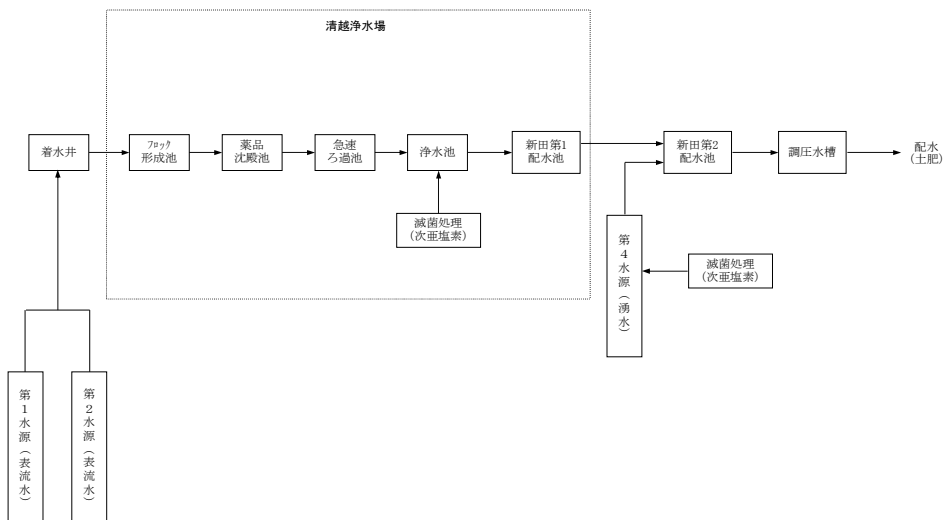 清越浄水場
着水井
フロック
形成池
薬品
沈殿池
急速
ろ過池
浄水池
新田第1
配水池
新田第2
配水池
調圧水槽
配水
(土肥)
滅菌処理
(次亜塩素)
第4水源(湧水)
滅菌処理
(次亜塩素)
第1水源(表流水)
第2水源(表流水)